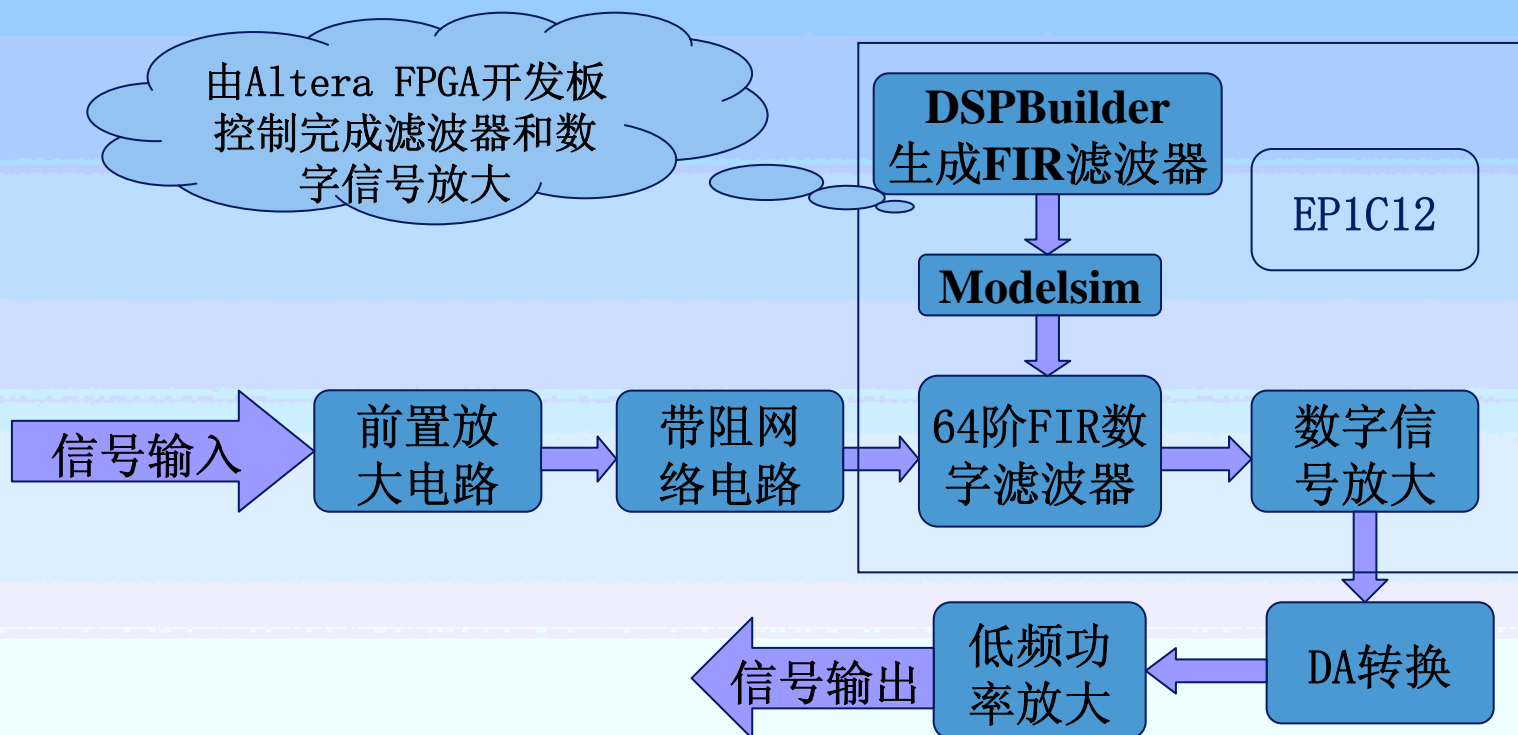 由Altera FPGA开发板
控制完成滤波器和数
字信号放大
DSPBuilder
生成FIR滤波器
EP1C12
Modelsim
信号输入
前置放
大电路
带阻网
络电路
64阶FIR数
字滤波器
数字信
号放大
信号输出
低频功
率放大
DA转换